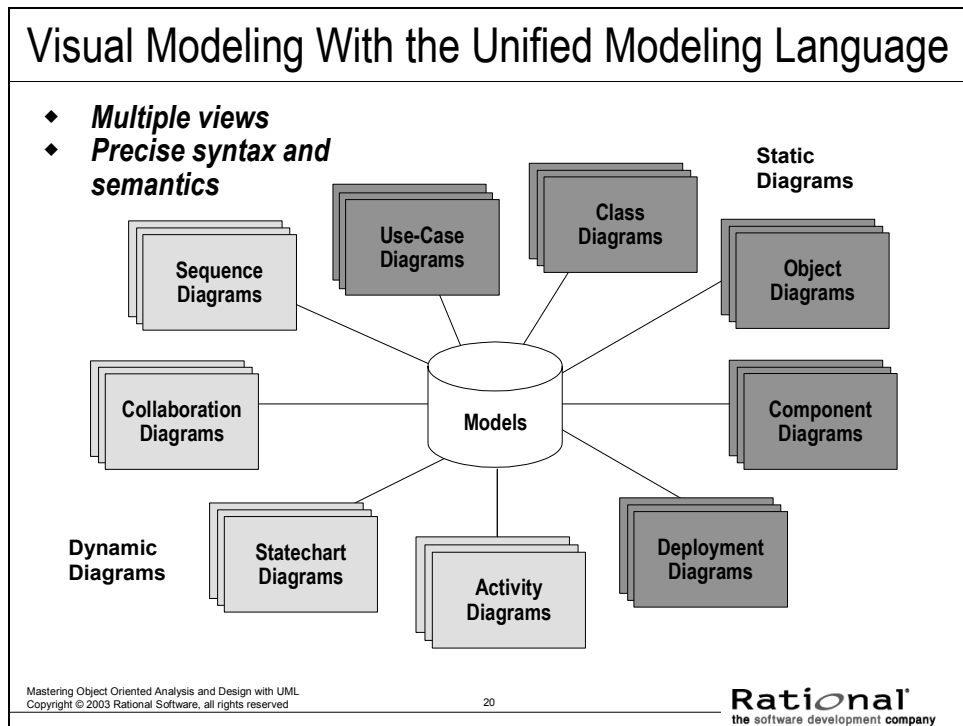 Visual Modeling With the Unified Modeling Language
◆ Multiple views
◆ Precise syntax and
semantics
Static
Diagrams
Use-Case
Diagrams
Class
Diagrams
Sequence
Diagrams
Object
Diagrams
Collaboration
Diagrams
Models
Component
Diagrams
Dynamic
Diagrams
Statechart
Diagrams
Activity
Diagrams
Deployment
Diagrams
Mastering Object Oriented Analysis and Design with UML
Copyright © 2003 Rational Software, all rights reserved
20
Rational
the software development company